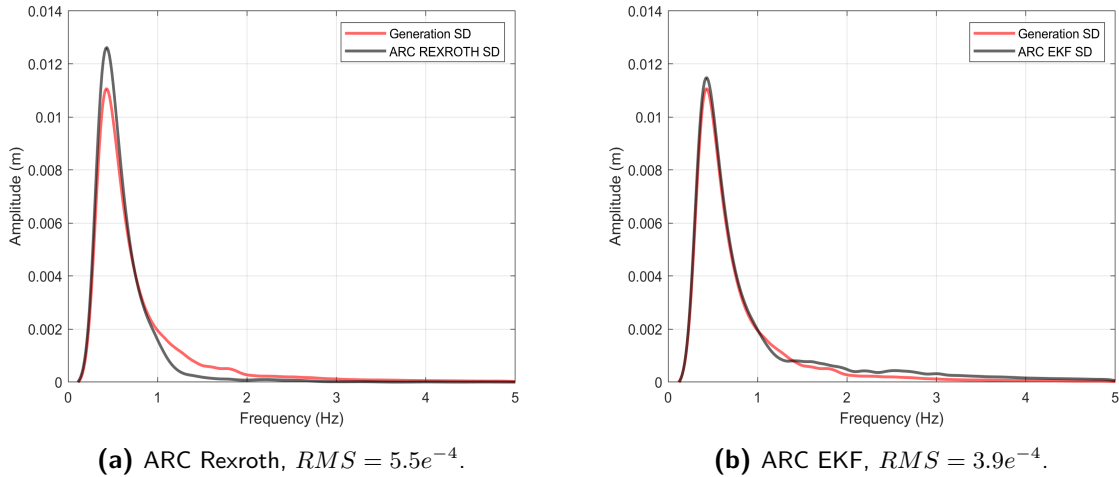 0.014
0.012
0.01
0.008
0.006
0.004
0.002
0
Amplitude (m)
Generation SD
ARC REXROTH SD
0 1 2 3 4 5
Frequency (Hz)
(a) ARC Rexroth, RMS = 5.5e⁻⁴.
0.014
0.012
0.01
0.008
0.006
0.004
0.002
0
Amplitude (m)
Generation SD
ARC EKF SD
0 1 2 3 4 5
Frequency (Hz)
(b) ARC EKF, RMS = 3.9e⁻⁴.